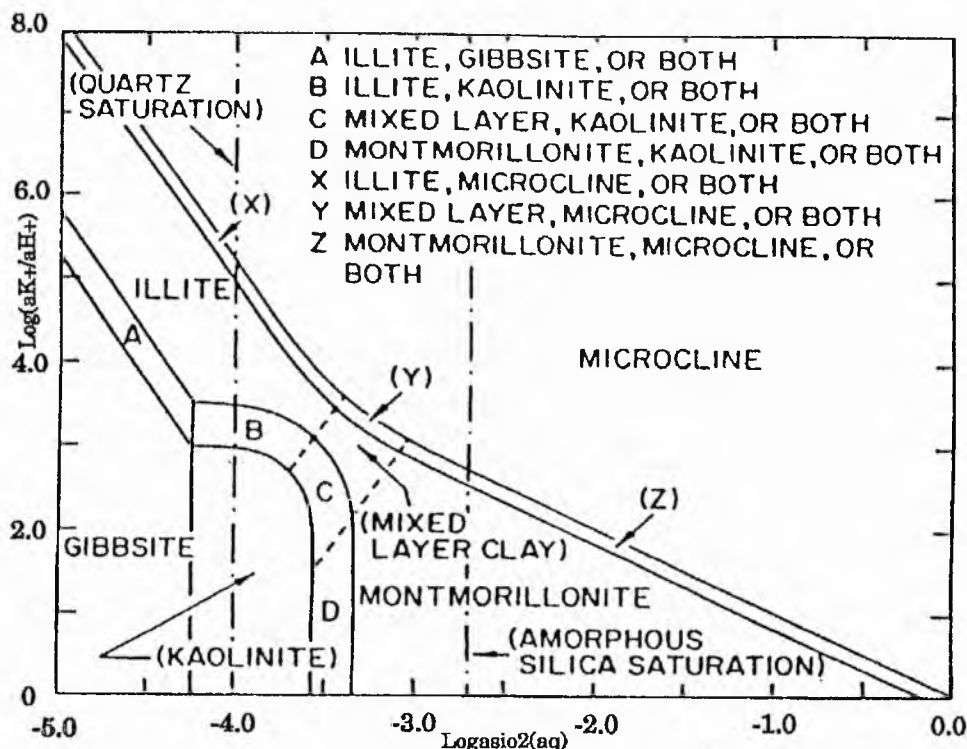 8.0
A ILLITE, GIBBSITE, OR BOTH
B ILLITE, KAOLINITE, OR BOTH
C MIXED LAYER, KAOLINITE, OR BOTH
D MONTMORILLONITE, KAOLINITE, OR BOTH
X ILLITE, MICROCLINE, OR BOTH
Y MIXED LAYER, MICROCLINE, OR BOTH
Z MONTMORILLONITE, MICROCLINE, OR
BOTH
(QUARTZ
SATURATION)
6.0
(X)
Log(aK+/aH+)
ILLITE
A
4.0
(Y)
MICROCLINE
B
C
(Z)
2.0
(MIXED
LAYER CLAY)
GIBBSITE
MONTMORILLONITE
D
(KAOLINITE)
(AMORPHOUS
SILICA SATURATION)
0
-5.0 -4.0 -3.0 -2.0 -1.0 0.0
Logasio2(aq)